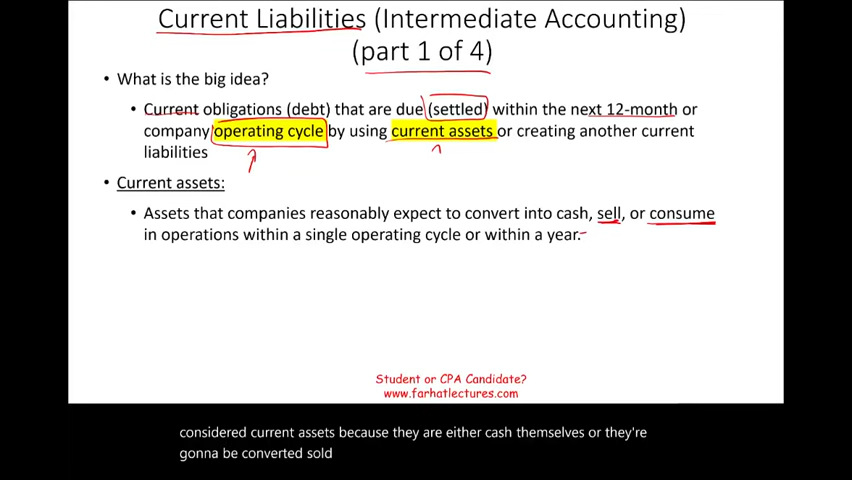 Current Liabilities (Intermediate Accounting)
(part 1 of 4)
• What is the big idea?
• Current obligations (debt) that are due (settled) within the next 12-month or
company operating cycle by using current assets or creating another current
liabilities
• Current assets:
• Assets that companies reasonably expect to convert into cash, sell, or consume
in operations within a single operating cycle or within a year.
Student or CPA Candidate?
www.farhatlectures.com
considered current assets because they are either cash themselves or they're
gonna be converted sold